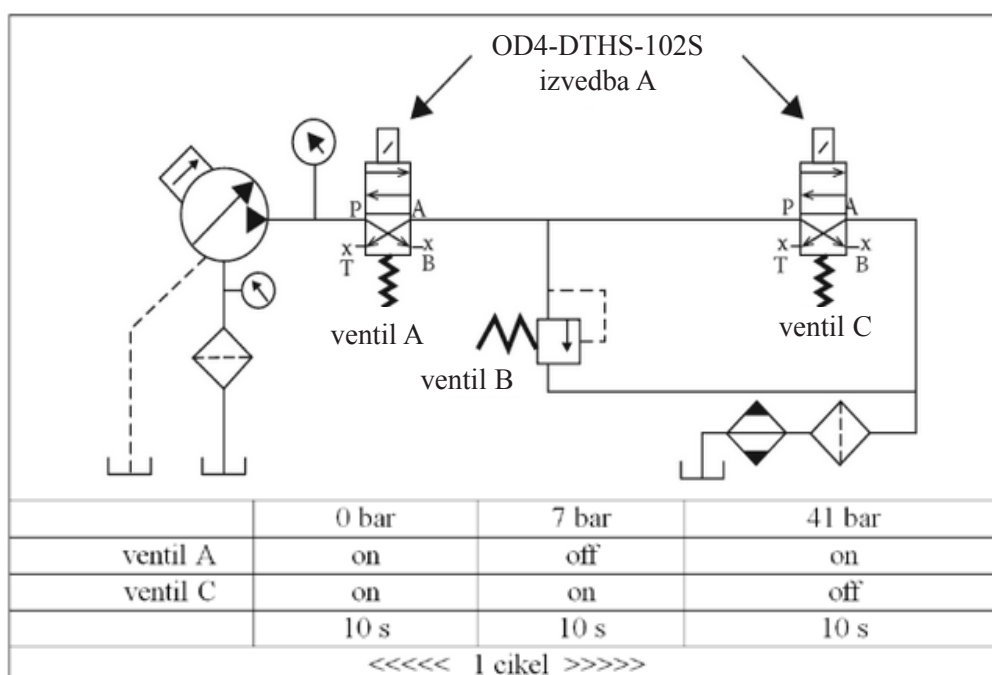 OD4-DTHS-102S
izvedba A
P A
x x
T B
ventil A
P A
x x
T B
ventil C
ventil B
0 bar 7 bar 41 bar
ventil A on off on
ventil C on on off
10 s 10 s 10 s
<<<<< 1 cikel >>>>>